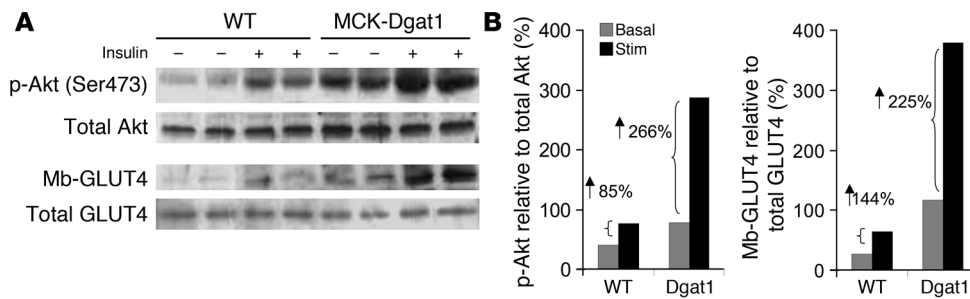 A
WT MCK-Dgat1
Insulin − − + + − − + +
p-Akt (Ser473)
Total Akt
Mb-GLUT4
Total GLUT4
B
p-Akt relative to total Akt (%)
400
300
200
100
0
Basal
Stim
85%
266%
WT Dgat1
Mb-GLUT4 relative to
total GLUT4 (%)
400
300
200
100
0
144%
225%
WT Dgat1